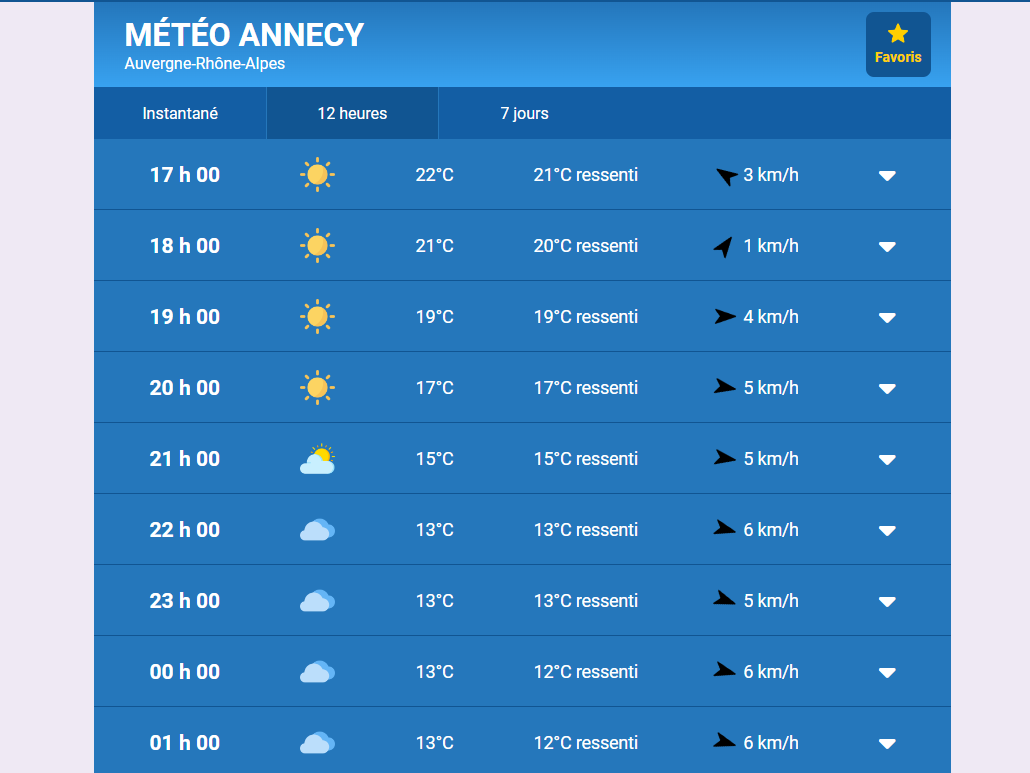 MÉTÉO ANNECY
Auvergne-Rhône-Alpes
Favoris
Instantané 12 heures 7 jours
17 h 00 22°C 21°C ressenti 3 km/h
18 h 00 21°C 20°C ressenti 1 km/h
19 h 00 19°C 19°C ressenti 4 km/h
20 h 00 17°C 17°C ressenti 5 km/h
21 h 00 15°C 15°C ressenti 5 km/h
22 h 00 13°C 13°C ressenti 6 km/h
23 h 00 13°C 13°C ressenti 5 km/h
00 h 00 13°C 12°C ressenti 6 km/h
01 h 00 13°C 12°C ressenti 6 km/h